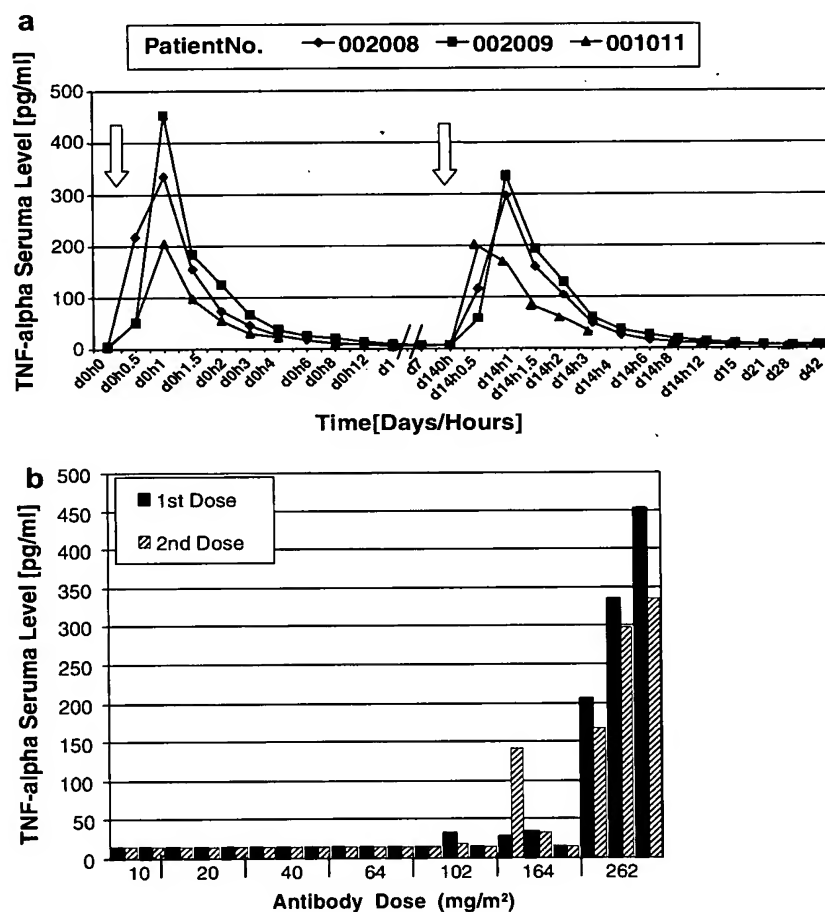 a
PatientNo. 002008 002009 001011
TNF-alpha Seruma Level [pg/ml]
500
400
300
200
100
0
d0h0 d0h0.5 d0h1 d0h1.5 d0h2 d0h3 d0h4 d0h6 d0h8 d0h12 d1 d7 d140h d14h0.5 d14h1 d14h1.5 d14h2 d14h3 d14h4 d14h6 d14h8 d14h12 d15 d21 d28 d42
Time[Days/Hours]
b
1st Dose
2nd Dose
TNF-alpha Seruma Level [pg/ml]
500
450
400
350
300
250
200
150
100
50
0
10 20 40 64 102 164 262
Antibody Dose (mg/m²)